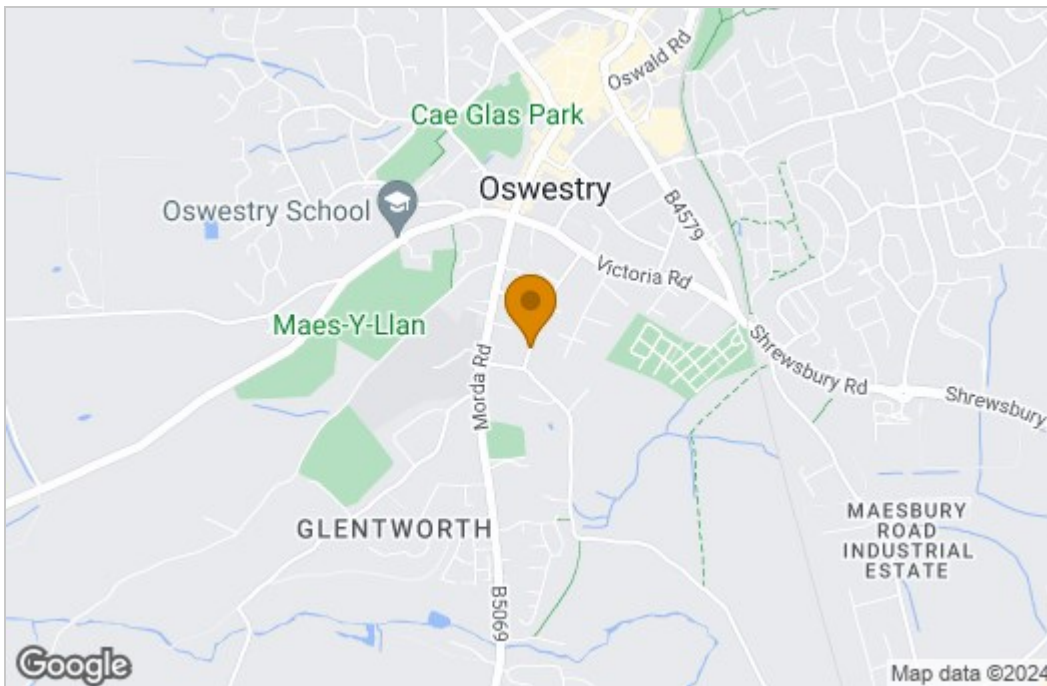 Oswald Rd
Cae Glas Park
Oswestry
Oswestry School
B4579
Victoria Rd
Maes-Y-Llan
Morda Rd
Shrewsbury Rd
Shrewsbury
GLENTWORTH
MAESBURY
ROAD
INDUSTRIAL
ESTATE
B5069
Google
Map data ©2024